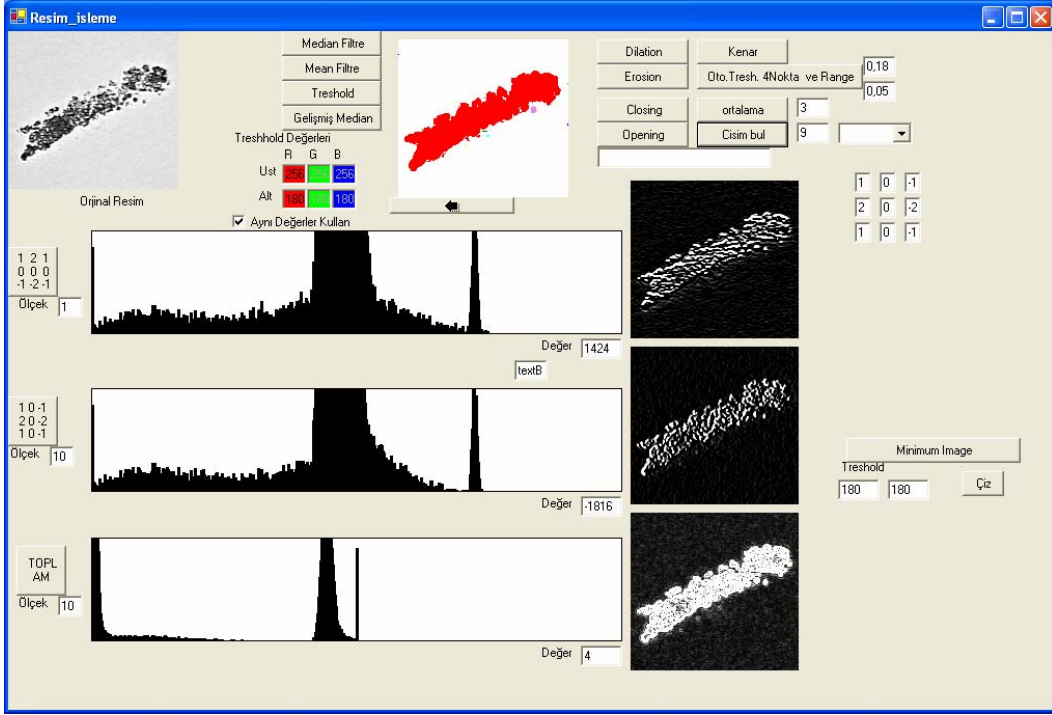 Resim_isleme
Median Filtre
Mean Filtre
Treshold
Gelişmiş Median
Treshhold Değerleri
R G B
Ust 256 256 256
Alt 180 180 180
Aynı Değerler Kullan
Orjinal Resim
Dilation Kenar
Erosion Oto.Tresh. 4Nokta ve Range 0,18
0,05
Closing ortalama 3
Opening Cisim bul 9
1 0 -1
2 0 -2
1 0 -1
1 2 1
0 0 0
-1 -2 -1
Ölçek 1
Değer 1424
textB
1 0 -1
2 0 -2
1 0 -1
Ölçek 10
Değer -1816
Minimum Image
Treshold
180 180 Çiz
TOPL
AM
Ölçek 10
Değer 4